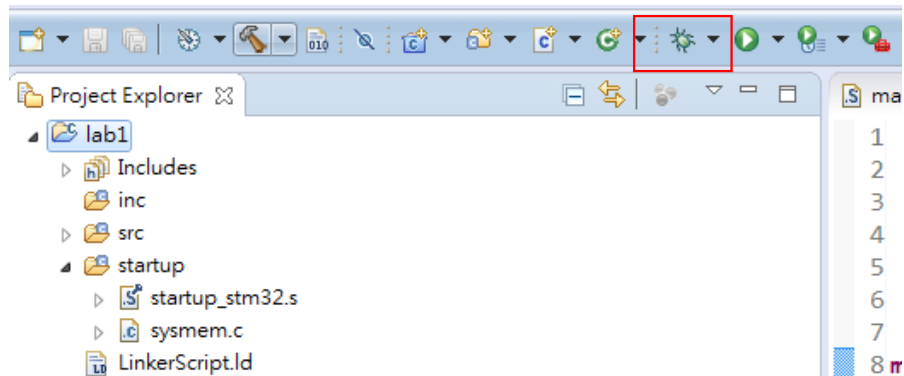 010
Project Explorer
ma
lab1
1
Includes
2
inc
3
src
4
startup
5
startup_stm32.s
6
sysmem.c
7
LinkerScript.ld
8 m